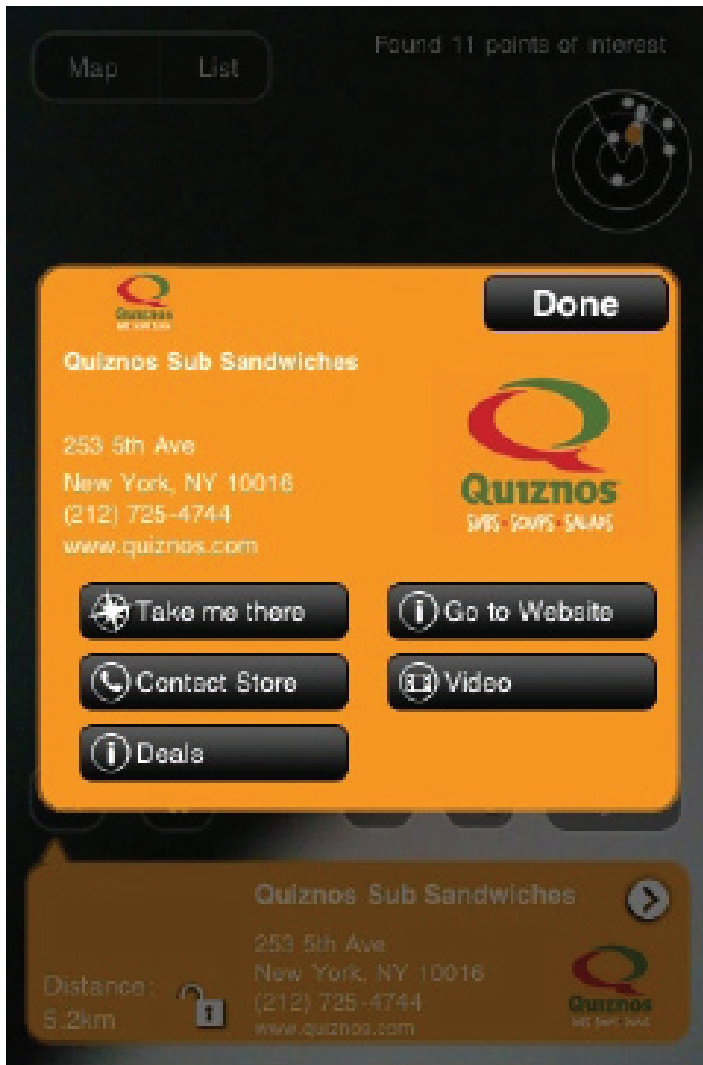 Map List
Found 11 points of interest
Quiznos
Done
Quiznos Sub Sandwiches
253 5th Ave
New York, NY 10016
(212) 725-4744
www.quiznos.com
Quiznos
SUBS·SOUPS·SALADS
Take me there
Go to Website
Contact Store
Video
Deals
Quiznos Sub Sandwiches
253 5th Ave
New York, NY 10016
(212) 725-4744
www.quiznos.com
Distance:
5.2km
Quiznos